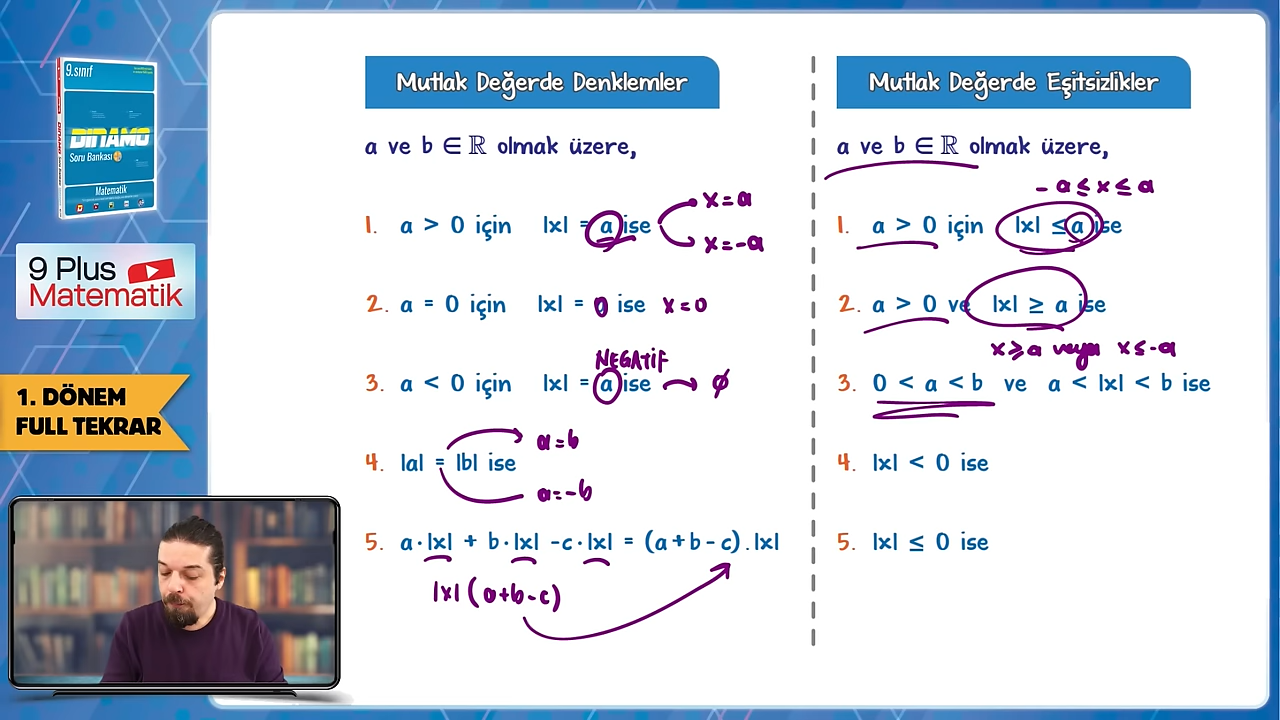 9.sınıf
DİNAMO
Soru Bankası
Matematik
9 Plus
Matematik
1. DÖNEM
FULL TEKRAR
Mutlak Değerde Denklemler
a ve b ∈ ℝ olmak üzere,
x = a
1. a > 0 için |x| = a ise
x = -a
2. a = 0 için |x| = 0 ise x = 0
NEGATİF
3. a < 0 için |x| = a ise → ∅
a = b
4. |a| = |b| ise
a = -b
5. a·|x| + b·|x| -c·|x| = (a+b-c).|x|
|x| (a+b-c)
Mutlak Değerde Eşitsizlikler
a ve b ∈ ℝ olmak üzere,
- a ≤ x ≤ a
1. a > 0 için |x| ≤ a ise
2. a > 0 ve |x| ≥ a ise
x ≥ a veya x ≤ -a
3. 0 < a < b ve a < |x| < b ise
4. |x| < 0 ise
5. |x| ≤ 0 ise